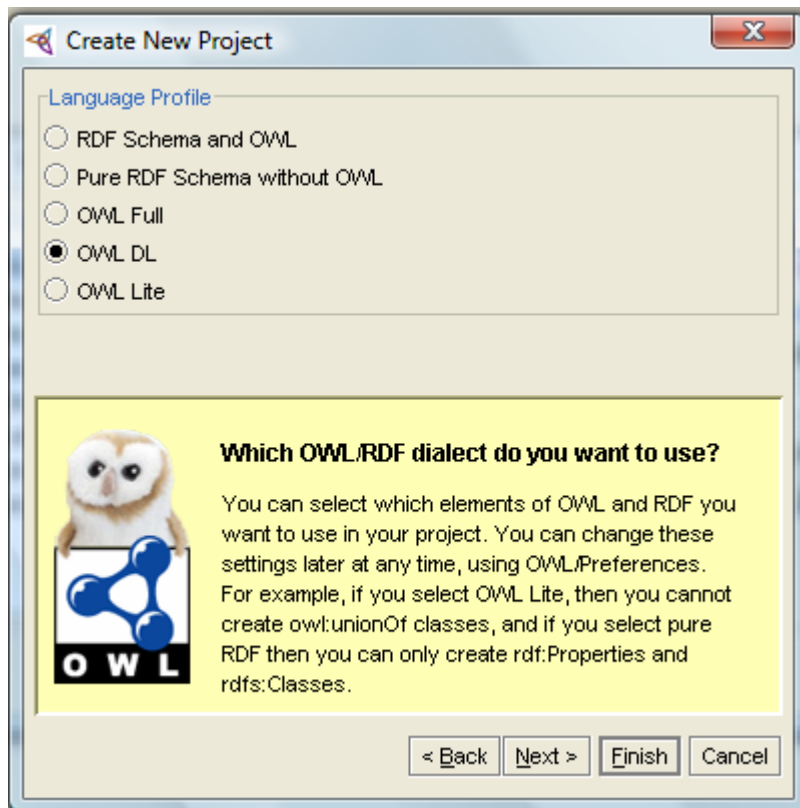 Create New Project
Language Profile
RDF Schema and OWL
Pure RDF Schema without OWL
OWL Full
OWL DL
OWL Lite
Which OWL/RDF dialect do you want to use?
You can select which elements of OWL and RDF you
want to use in your project. You can change these
settings later at any time, using OWL/Preferences.
For example, if you select OWL Lite, then you cannot
create owl:unionOf classes, and if you select pure
RDF then you can only create rdf:Properties and
rdfs:Classes.
OWL
< Back Next > Finish Cancel